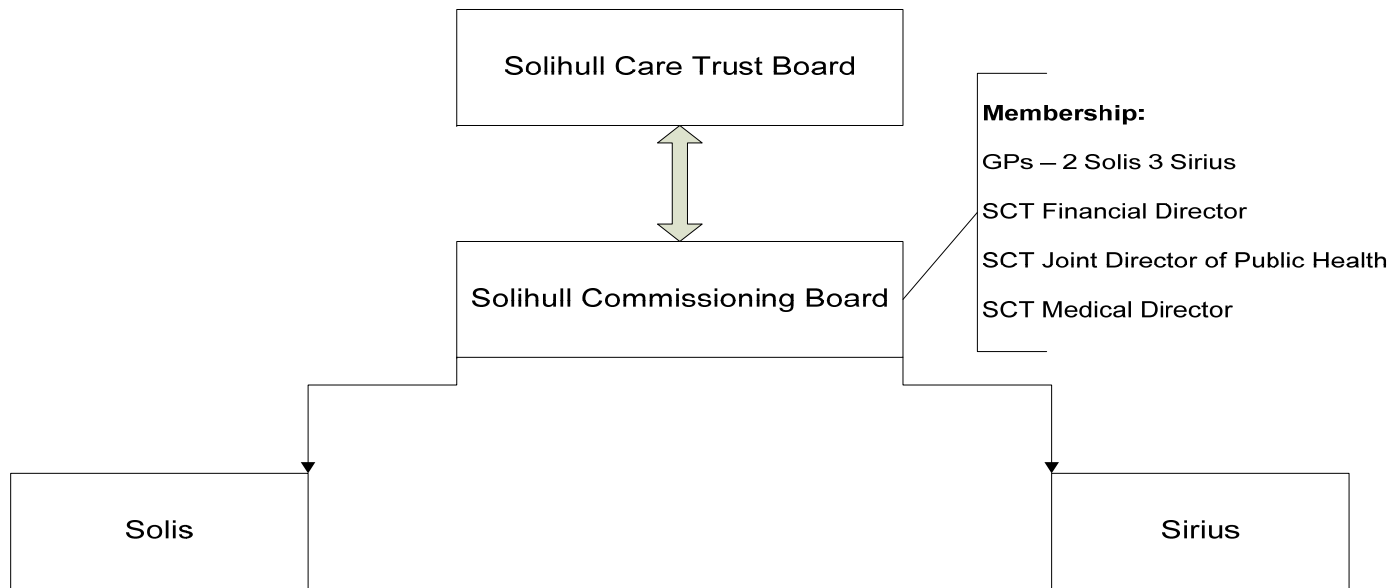 Solihull Care Trust Board
Membership:
GPs – 2 Solis 3 Sirius
SCT Financial Director
SCT Joint Director of Public Health
SCT Medical Director
Solihull Commissioning Board
Solis
Sirius